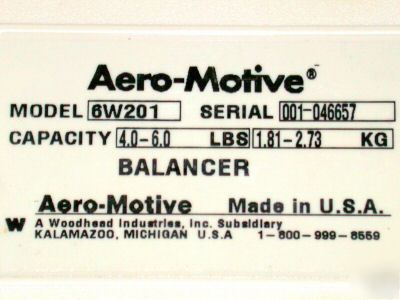 Aero-Motive®
MODEL 6W201 SERIAL 001-046657
CAPACITY 4.0-6.0 LBS 1.81-2.73 KG
BALANCER
Aero-Motive Made in U.S.A.
W A Woodhead Industries, Inc. Subsidiary
KALAMAZOO, MICHIGAN U.S.A 1-800-999-8559